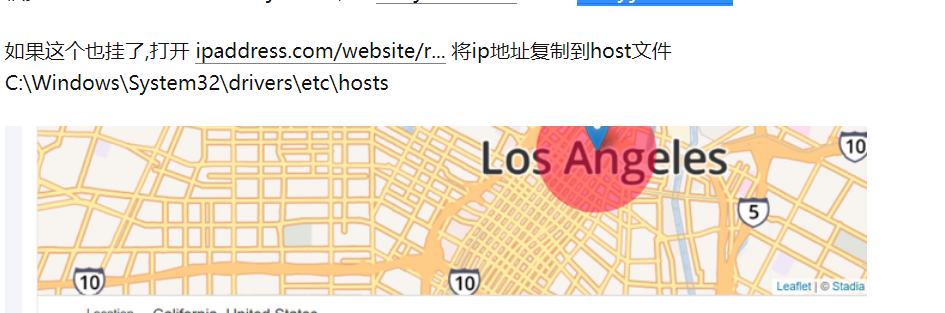 如果这个也挂了,打开 ipaddress.com/website/r... 将ip地址复制到host文件
C:\Windows\System32\drivers\etc\hosts
Los Angeles
10
5
10
10
Leaflet | © Stadia
Location California, United States